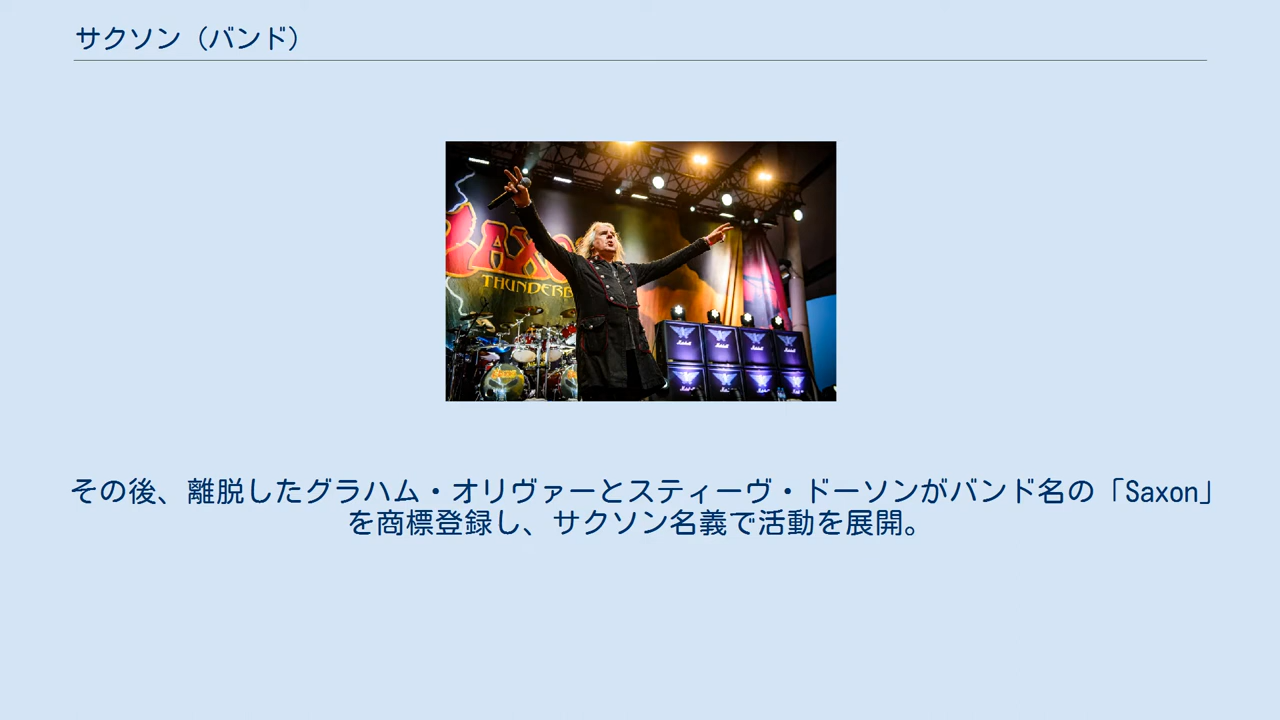 サクソン（バンド）
SAXO
THUNDERB
Marshall
その後、離脱したグラハム・オリヴァーとスティーヴ・ドーソンがバンド名の「Saxon」
を商標登録し、サクソン名義で活動を展開。